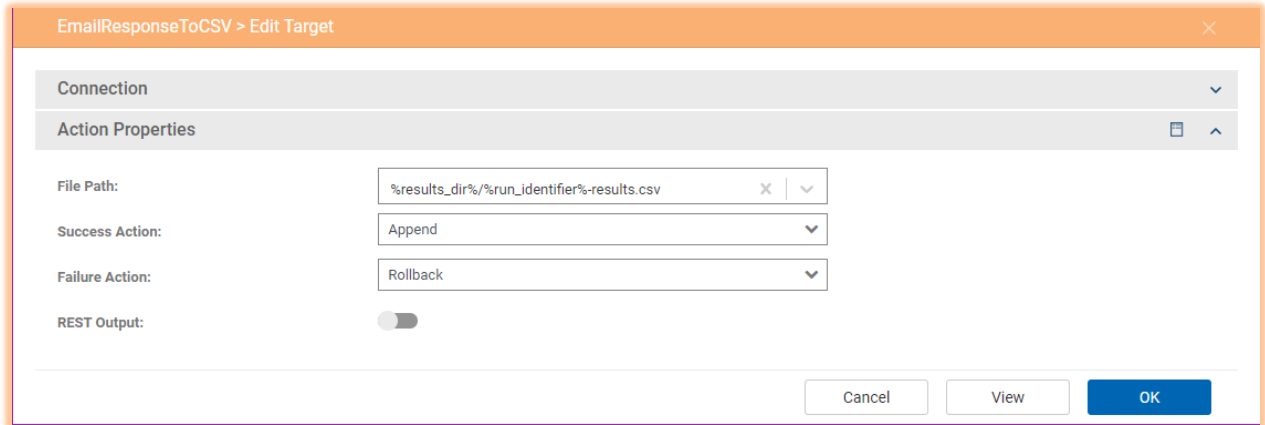 EmailResponseToCSV > Edit Target
Connection
Action Properties
File Path: %results_dir%/%run_identifier%-results.csv
Success Action: Append
Failure Action: Rollback
REST Output:
Cancel View OK